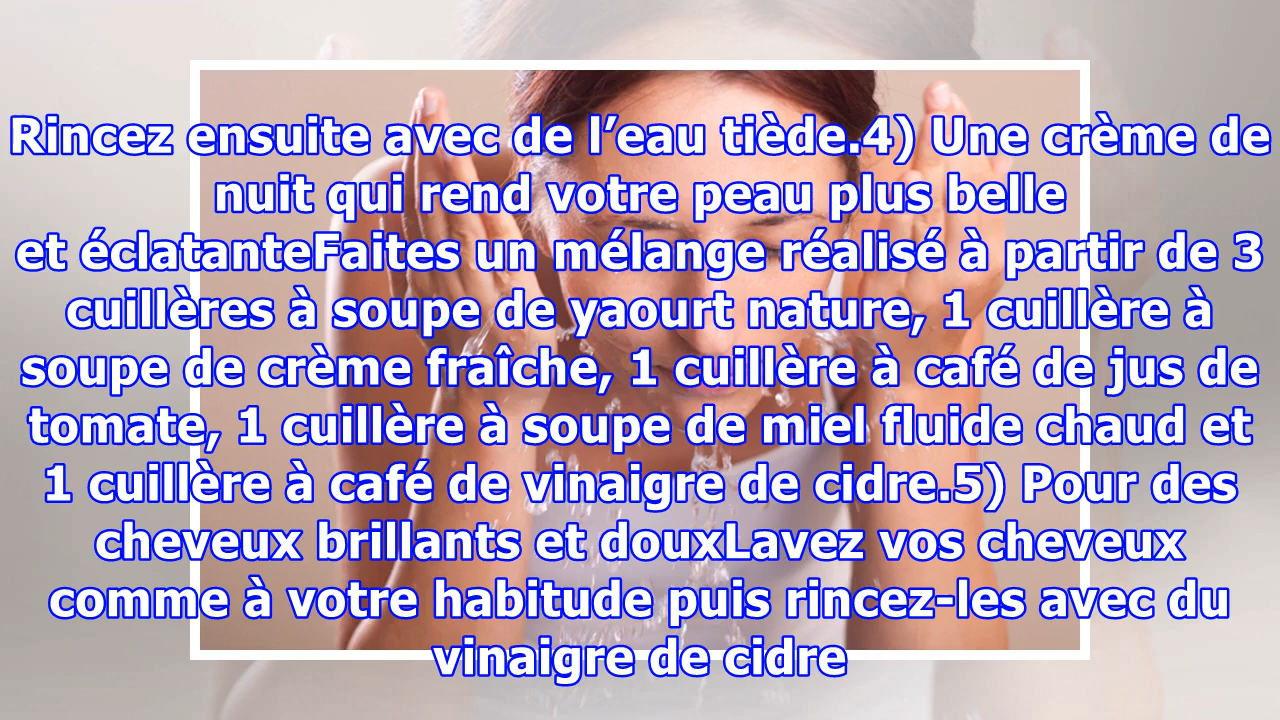 Rincez ensuite avec de l’eau tiède.4) Une crème de
nuit qui rend votre peau plus belle
et éclatanteFaites un mélange réalisé à partir de 3
cuillères à soupe de yaourt nature, 1 cuillère à
soupe de crème fraîche, 1 cuillère à café de jus de
tomate, 1 cuillère à soupe de miel fluide chaud et
1 cuillère à café de vinaigre de cidre.5) Pour des
cheveux brillants et douxLavez vos cheveux
comme à votre habitude puis rincez-les avec du
vinaigre de cidre